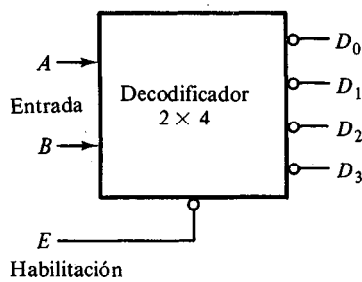 A
Entrada
B
Decodificador
2 × 4
D₀
D₁
D₂
D₃
E
Habilitación